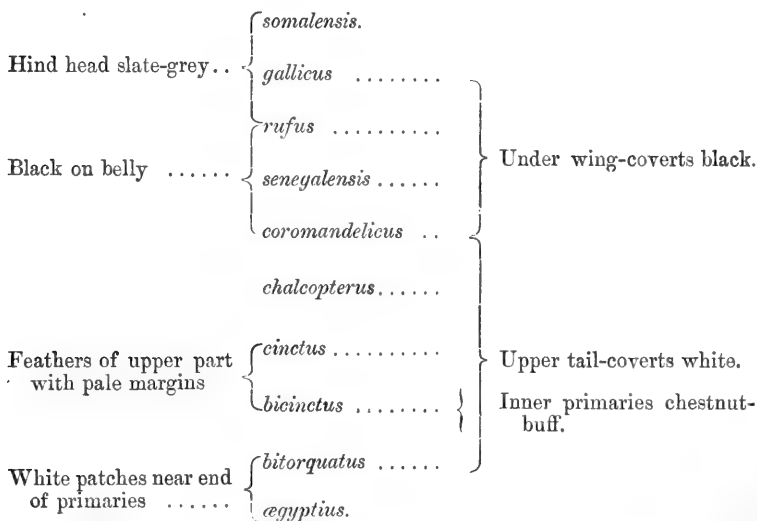 somalensis.
Hind head slate-grey..
gallicus ........
rufus ..........
Under wing-coverts black.
Black on belly ......
senegalensis ......
coromandelicus ..
chalcopterus......
Feathers of upper part
with pale margins
cinctus ..........
Upper tail-coverts white.
bicinctus ........
Inner primaries chestnut-
buff.
White patches near end
of primaries ......
bitorquatus ......
ægyptius.